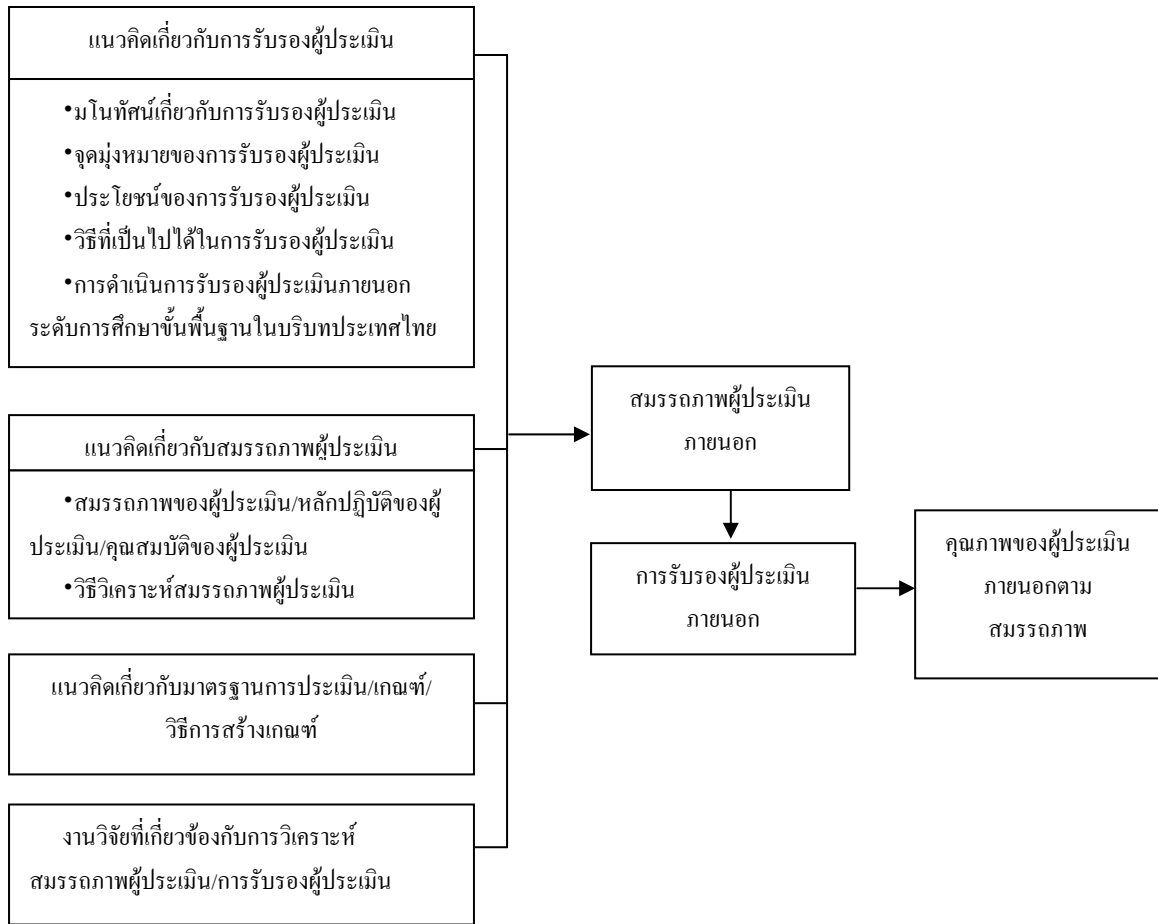 แนวคิดเกี่ยวกับการรับรองผู้ประเมิน
•มโนทัศน์เกี่ยวกับการรับรองผู้ประเมิน
•จุดมุ่งหมายของการรับรองผู้ประเมิน
•ประโยชน์ของการรับรองผู้ประเมิน
•วิธีที่เป็นไปได้ในการรับรองผู้ประเมิน
•การดำเนินการรับรองผู้ประเมินภายนอก
ระดับการศึกษาขั้นพื้นฐานในบริบทประเทศไทย
แนวคิดเกี่ยวกับสมรรถภาพผู้ประเมิน
•สมรรถภาพของผู้ประเมิน/หลักปฏิบัติของผู้
ประเมิน/คุณสมบัติของผู้ประเมิน
•วิธีวิเคราะห์สมรรถภาพผู้ประเมิน
แนวคิดเกี่ยวกับมาตรฐานการประเมิน/เกณฑ์/
วิธีการสร้างเกณฑ์
งานวิจัยที่เกี่ยวข้องกับการวิเคราะห์
สมรรถภาพผู้ประเมิน/การรับรองผู้ประเมิน
สมรรถภาพผู้ประเมิน
ภายนอก
การรับรองผู้ประเมิน
ภายนอก
คุณภาพของผู้ประเมิน
ภายนอกตาม
สมรรถภาพ